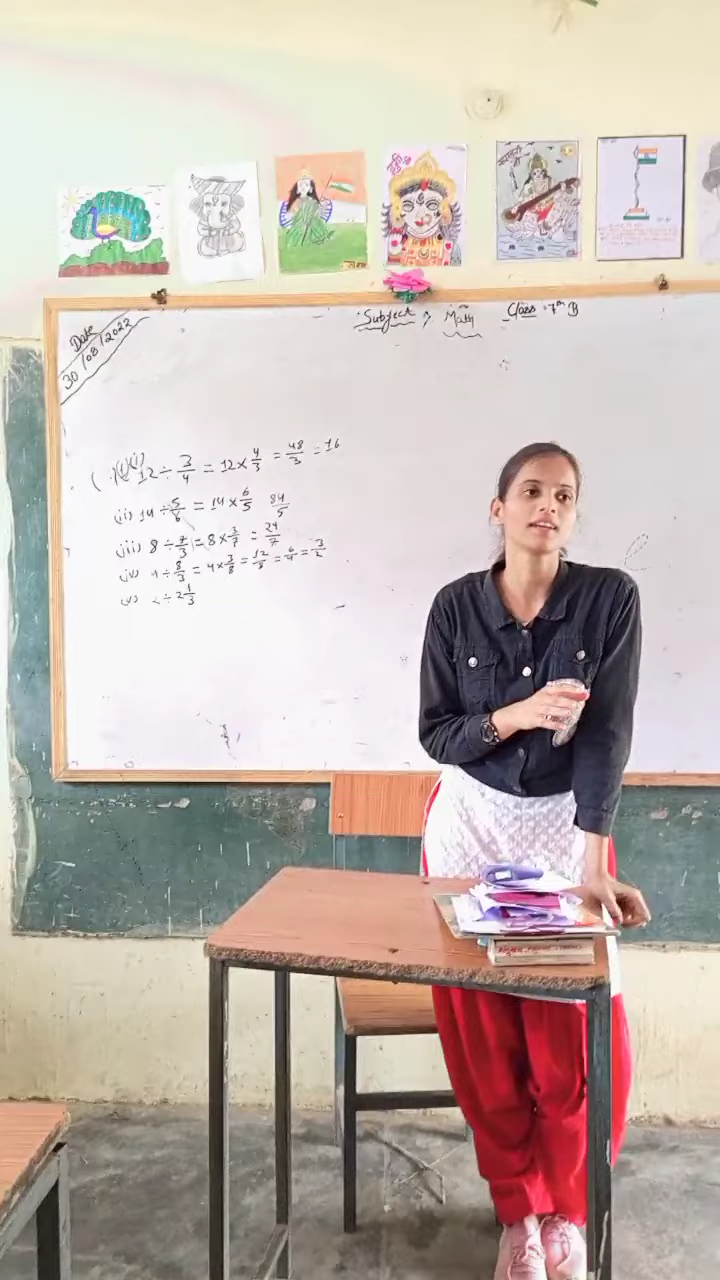 Date
30/08/2022
Subject : Math Class :- 7th B
(i) 12 ÷ 3/4 = 12 × 4/3 = 48/3 = 16
(ii) 14 ÷ 5/6 = 14 × 6/5 84/5
(iii) 8 ÷ 7/3 = 8 × 3/7 = 24/7
(iv) 4 ÷ 8/3 = 4 × 3/8 = 12/8 = 6/4 = 3/2
(v) ÷ 2 1/3